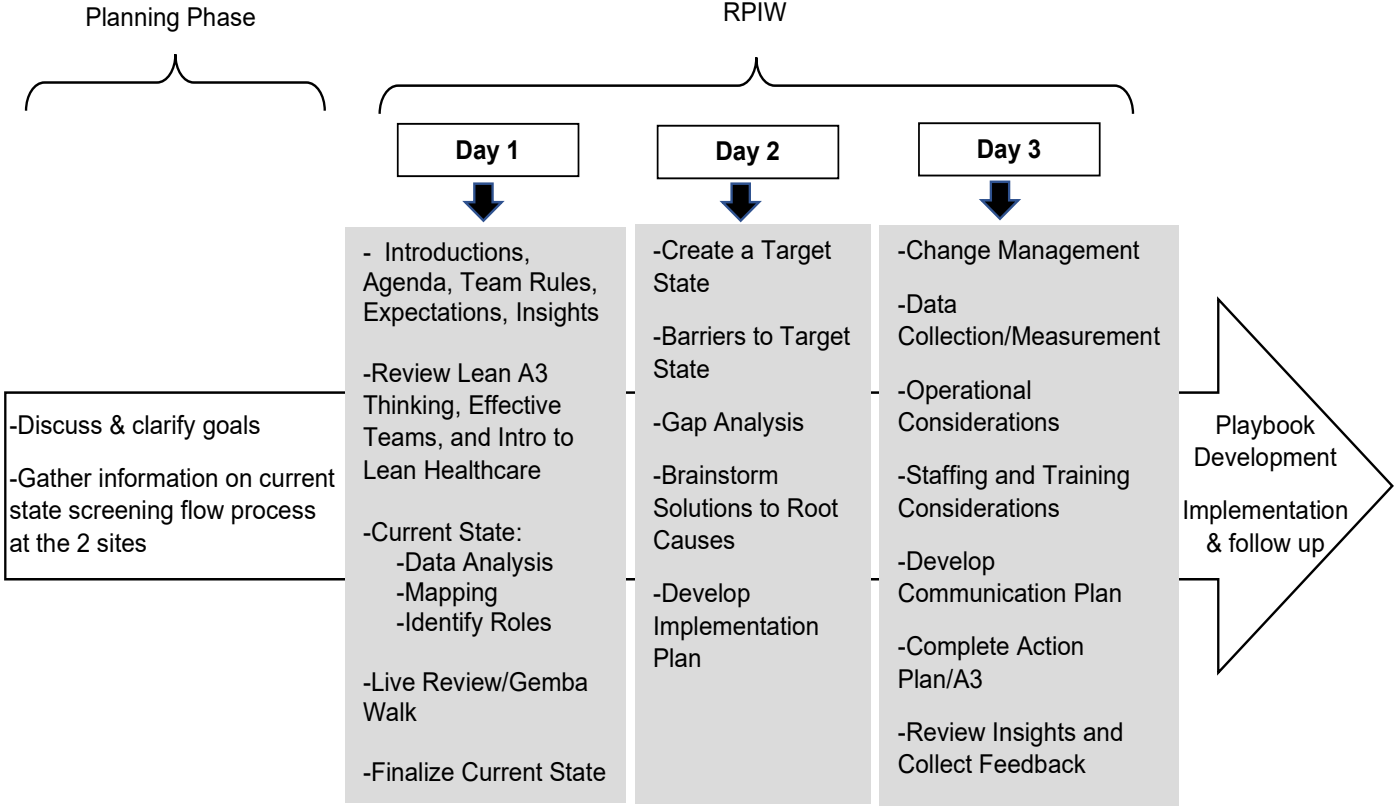 Planning Phase
RPIW
Day 1
Day 2
Day 3
-Discuss & clarify goals
-Gather information on current
state screening flow process
at the 2 sites
- Introductions,
Agenda, Team Rules,
Expectations, Insights
-Review Lean A3
Thinking, Effective
Teams, and Intro to
Lean Healthcare
-Current State:
-Data Analysis
-Mapping
-Identify Roles
-Live Review/Gemba
Walk
-Finalize Current State
-Create a Target
State
-Barriers to Target
State
-Gap Analysis
-Brainstorm
Solutions to Root
Causes
-Develop
Implementation
Plan
-Change Management
-Data
Collection/Measurement
-Operational
Considerations
-Staffing and Training
Considerations
-Develop
Communication Plan
-Complete Action
Plan/A3
-Review Insights and
Collect Feedback
Playbook
Development
Implementation
& follow up